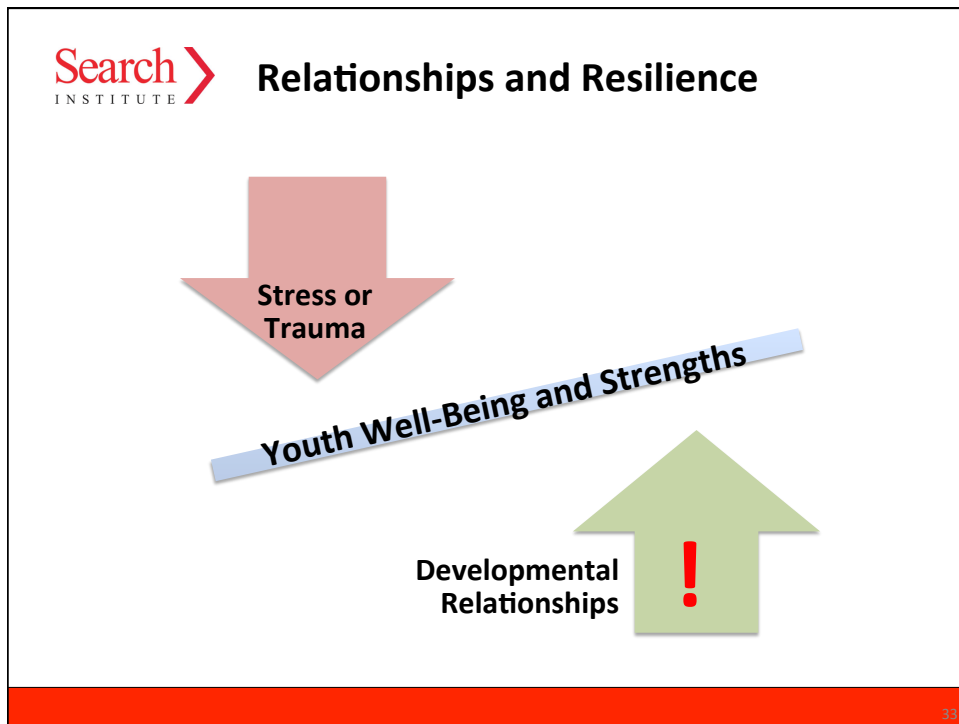 Search
INSTITUTE
Relationships and Resilience
Stress or
Trauma
Youth Well-Being and Strengths
Developmental
Relationships
!
33